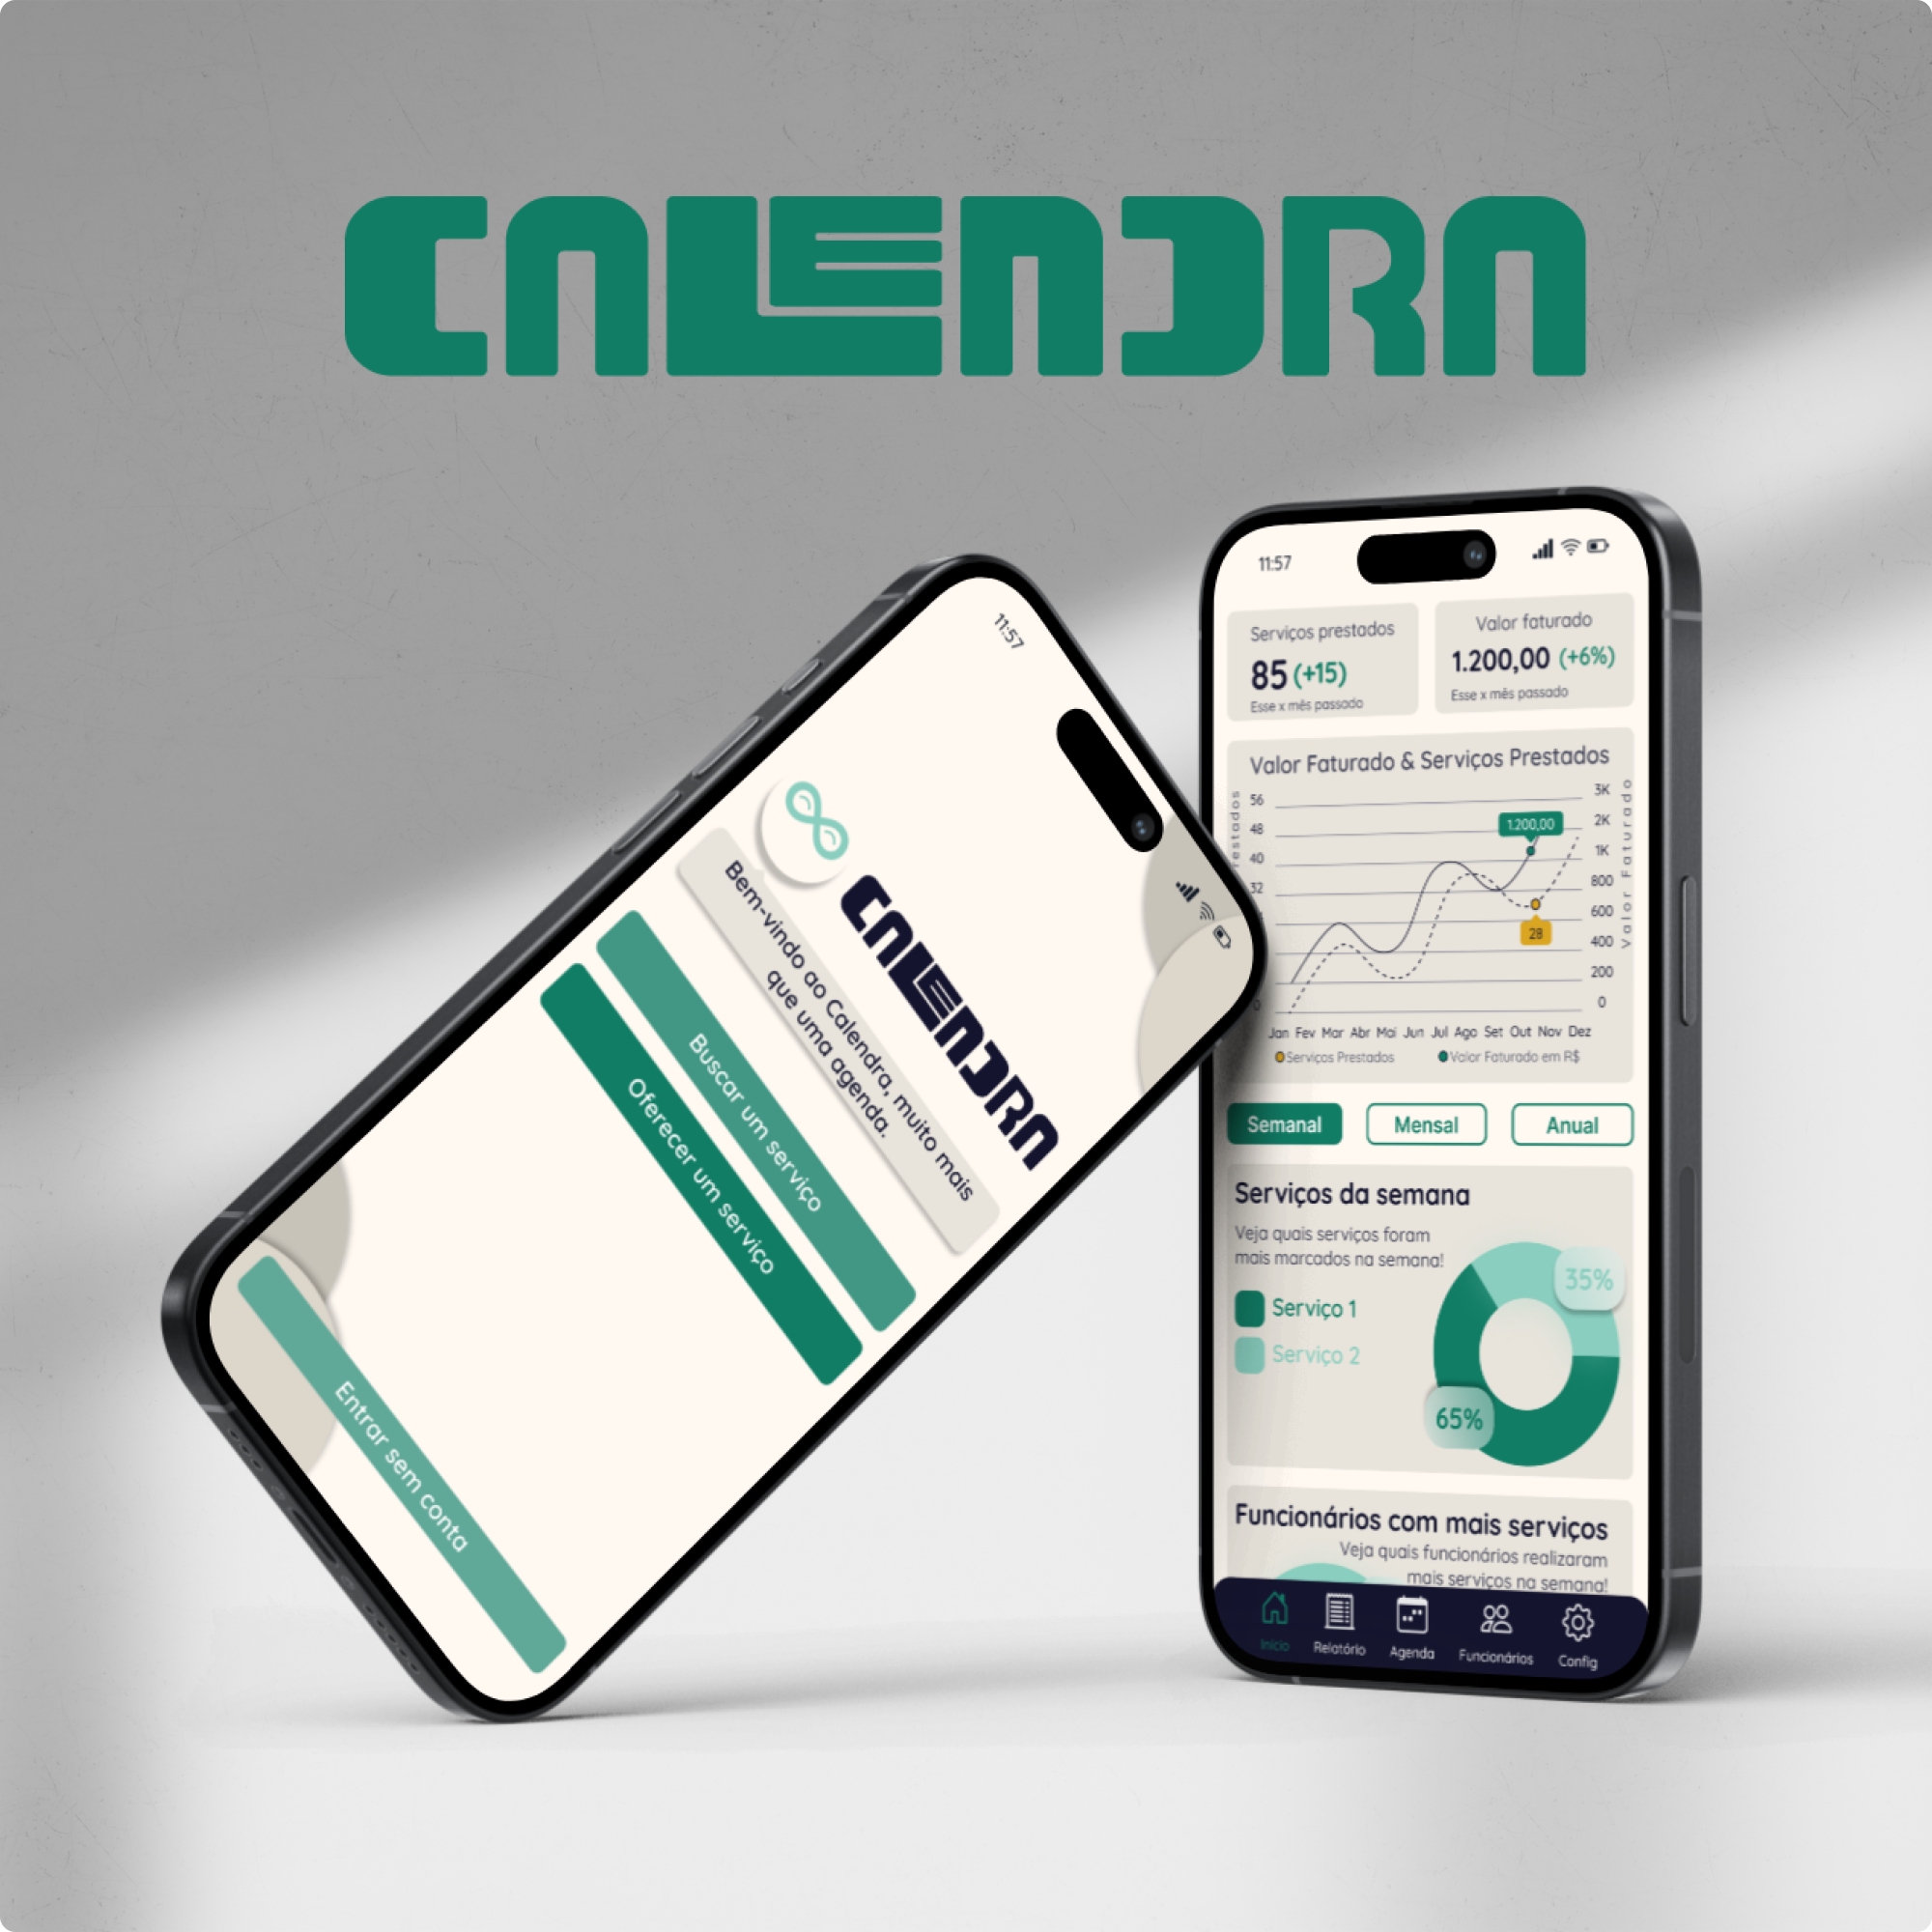 CALENDRA
11:57
CALENDRA
Bem-vindo ao Calendra, muito mais
que uma agenda.
Buscar um serviço
Oferecer um serviço
Entrar sem conta
11:57
Serviços prestados
85 (+15)
Esse x mês passado
Valor faturado
1.200,00 (+6%)
Esse x mês passado
Valor Faturado & Serviços Prestados
56
48
40
32
0
3K
2K
1K
800
600
400
200
0
Valor Faturado
1.200,00
28
Jan Fev Mar Abr Mai Jun Jul Ago Set Out Nov Dez
Serviços Prestados
Valor Faturado em R$
Semanal
Mensal
Anual
Serviços da semana
Veja quais serviços foram
mais marcados na semana!
Serviço 1
Serviço 2
35%
65%
Funcionários com mais serviços
Veja quais funcionários realizaram
mais serviços na semana!
Início
Relatório
Agenda
Funcionários
Config